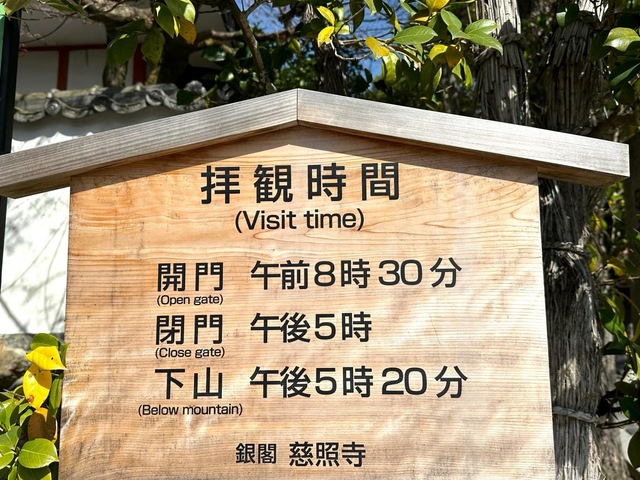 拝観時間
(Visit time)
開門 午前8時30分
(Open gate)
閉門 午後5時
(Close gate)
下山 午後5時20分
(Below mountain)
銀閣 慈照寺